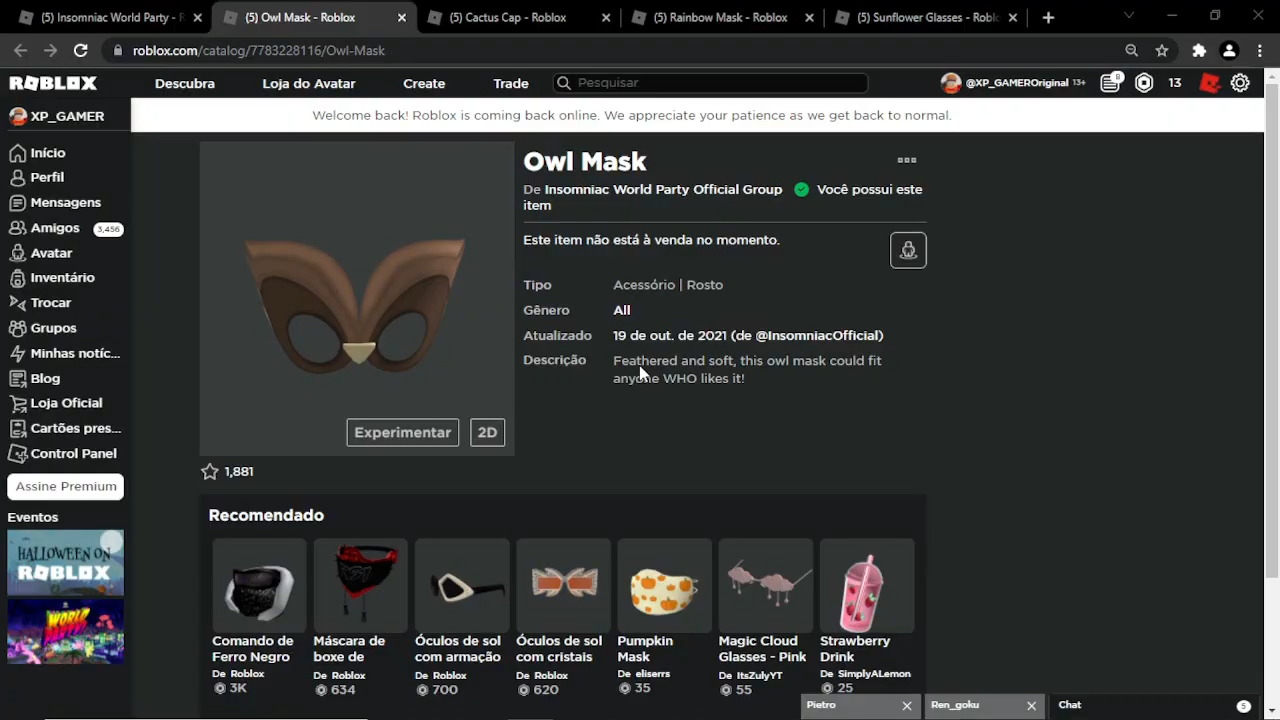 (5) Insomniac World Party - R
(5) Owl Mask - Roblox
(5) Cactus Cap - Roblox
(5) Rainbow Mask - Roblox
(5) Sunflower Glasses - Robl
roblox.com/catalog/7783228116/Owl-Mask
ROBLOX
Descubra
Loja do Avatar
Create
Trade
Pesquisar
@XP_GAMEROriginal 13+
8
13
XP_GAMER
Welcome back! Roblox is coming back online. We appreciate your patience as we get back to normal.
Início
Perfil
Mensagens
Amigos 3,456
Avatar
Inventário
Trocar
Grupos
Minhas notíc...
Blog
Loja Oficial
Cartões pres...
Control Panel
Assine Premium
Eventos
HALLOWEEN ON
ROBLOX
WORLD
PARTY
Owl Mask
De Insomniac World Party Official Group Você possui este
item
Este item não está à venda no momento.
Tipo Acessório | Rosto
Gênero All
Atualizado 19 de out. de 2021 (de @InsomniacOfficial)
Descrição Feathered and soft, this owl mask could fit
anyone WHO likes it!
Experimentar
2D
1,881
Recomendado
Comando de
Ferro Negro
De Roblox
3K
Máscara de
boxe de
De Roblox
634
Óculos de sol
com armação
De Roblox
700
Óculos de sol
com cristais
De Roblox
620
Pumpkin
Mask
De eliserrs
35
Magic Cloud
Glasses - Pink
De ItsZulyYT
55
Strawberry
Drink
De SimplyALemon
25
Pietro
Ren_goku
Chat
5